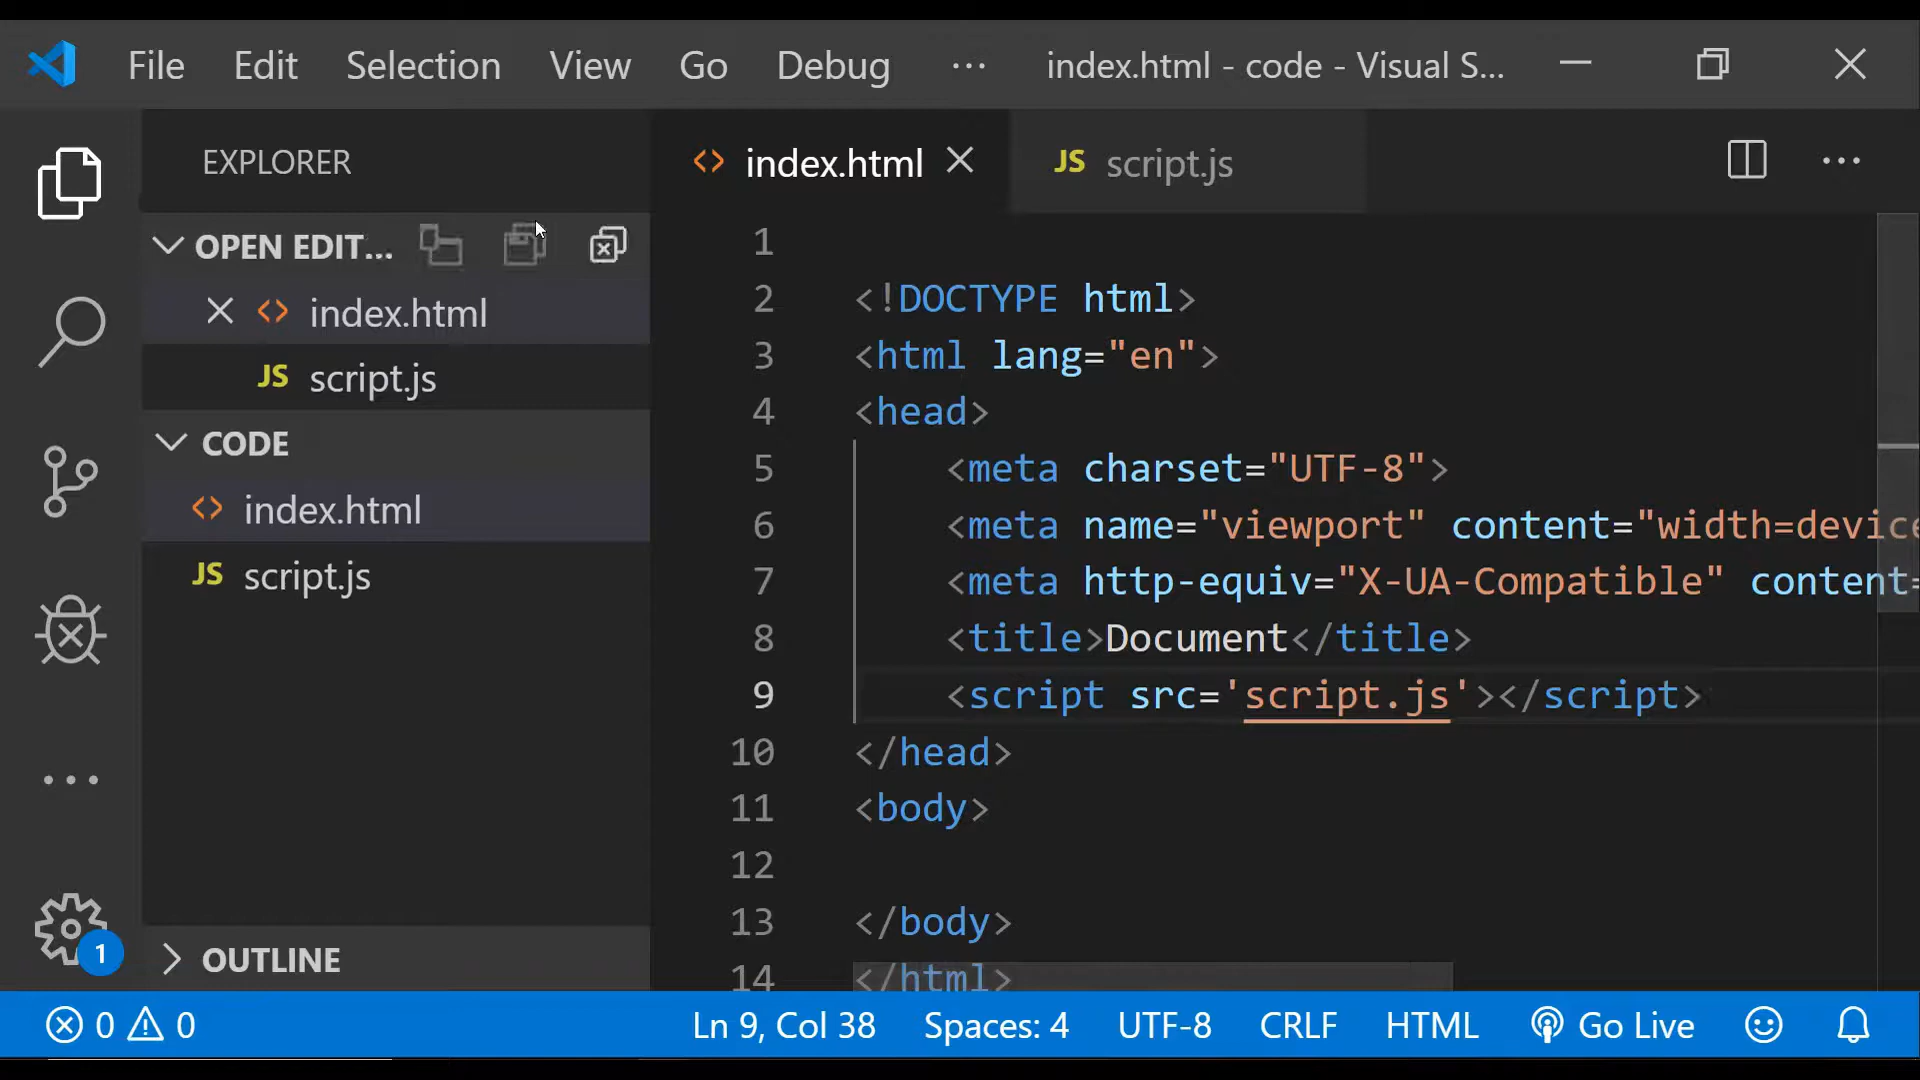 File Edit Selection View Go Debug ··· index.html - code - Visual S...
EXPLORER
OPEN EDIT...
index.html
JS script.js
CODE
index.html
JS script.js
OUTLINE
1
index.html JS script.js
1
2 <!DOCTYPE html>
3 <html lang="en">
4 <head>
5 <meta charset="UTF-8">
6 <meta name="viewport" content="width=device
7 <meta http-equiv="X-UA-Compatible" content=
8 <title>Document</title>
9 <script src='script.js'></script>
10 </head>
11 <body>
12
13 </body>
14 </html>
0 0 Ln 9, Col 38 Spaces: 4 UTF-8 CRLF HTML Go Live